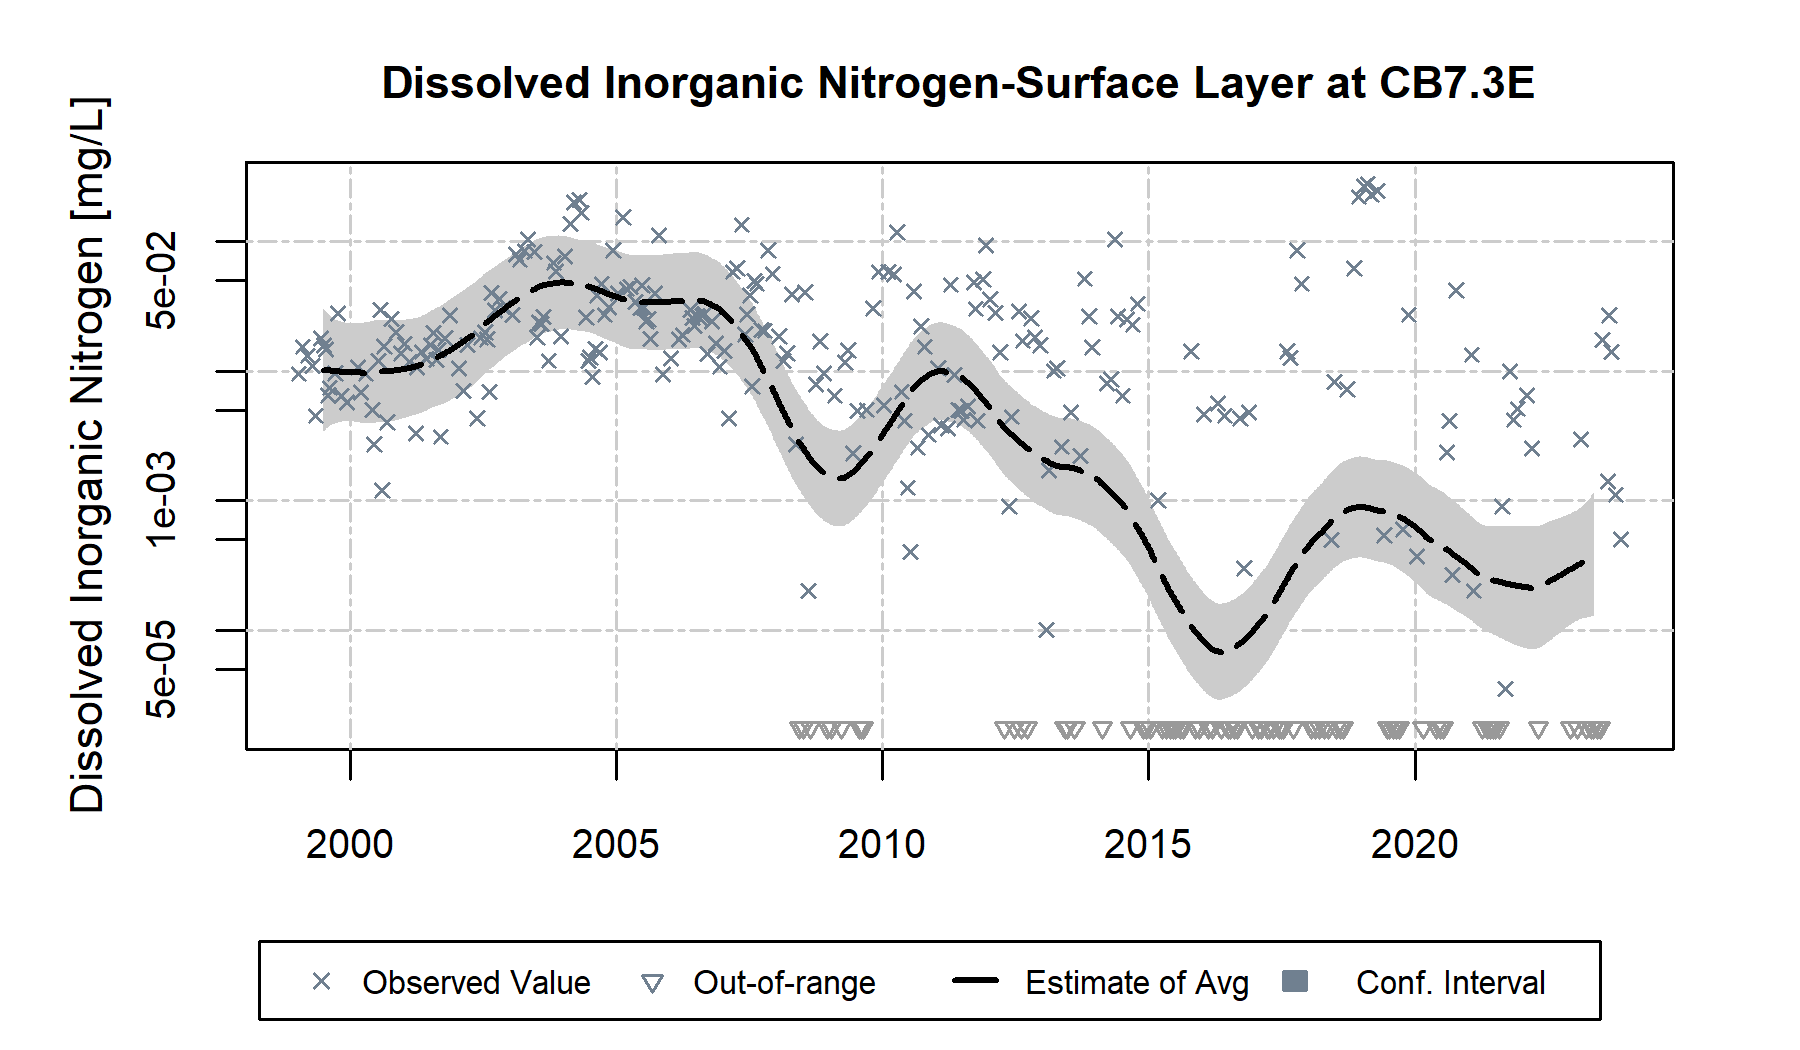 Dissolved Inorganic Nitrogen-Surface Layer at CB7.3E
Dissolved Inorganic Nitrogen [mg/L]
5e-02
1e-03
5e-05
2000 2005 2010 2015 2020
Observed Value Out-of-range Estimate of Avg Conf. Interval